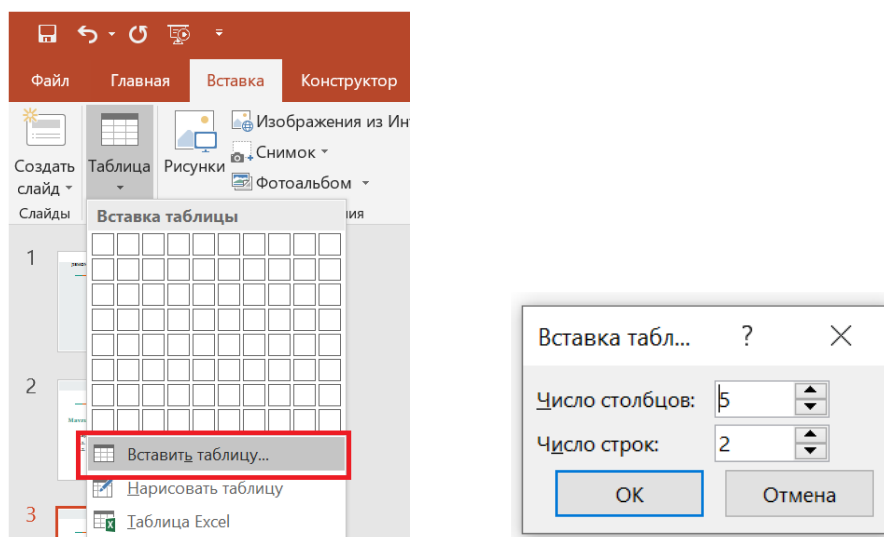 Файл Главная Вставка Конструктор
Изображения из Ин
Создать слайд
Таблица
Рисунки
Снимок
Фотоальбом
Слайды
ия
Вставка таблицы
1
2
3
Вставить таблицу...
Нарисовать таблицу
Таблица Excel
Вставка табл... ?
Число столбцов: 5
Число строк: 2
ОК Отмена